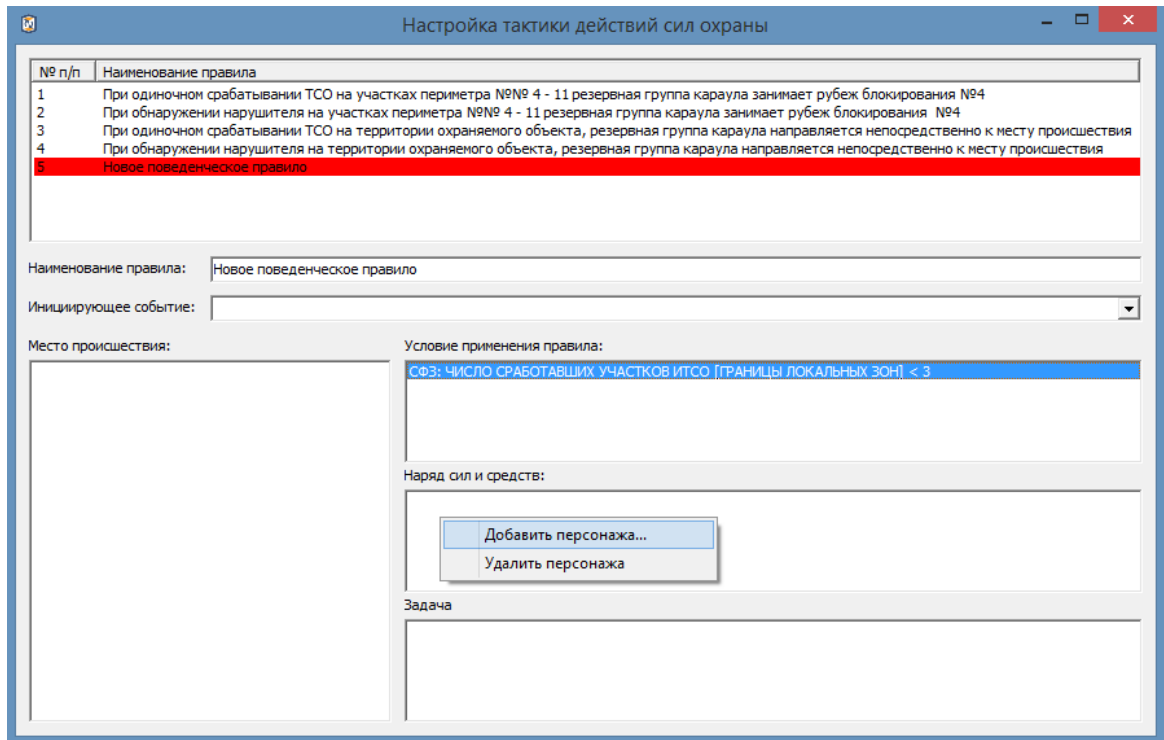 Настройка тактики действий сил охраны
№ п/п Наименование правила
1 При одиночном срабатывании ТСО на участках периметра №№ 4 - 11 резервная группа караула занимает рубеж блокирования №4
2 При обнаружении нарушителя на участках периметра №№ 4 - 11 резервная группа караула занимает рубеж блокирования №4
3 При одиночном срабатывании ТСО на территории охраняемого объекта, резервная группа караула направляется непосредственно к месту происшествия
4 При обнаружении нарушителя на территории охраняемого объекта, резервная группа караула направляется непосредственно к месту происшествия
5 Новое поведенческое правило
Наименование правила: Новое поведенческое правило
Инициирующее событие:
Место происшествия:
Условие применения правила:
СФЗ: ЧИСЛО СРАБОТАВШИХ УЧАСТКОВ ИТСО [ГРАНИЦЫ ЛОКАЛЬНЫХ ЗОН] < 3
Наряд сил и средств:
Добавить персонажа...
Удалить персонажа
Задача